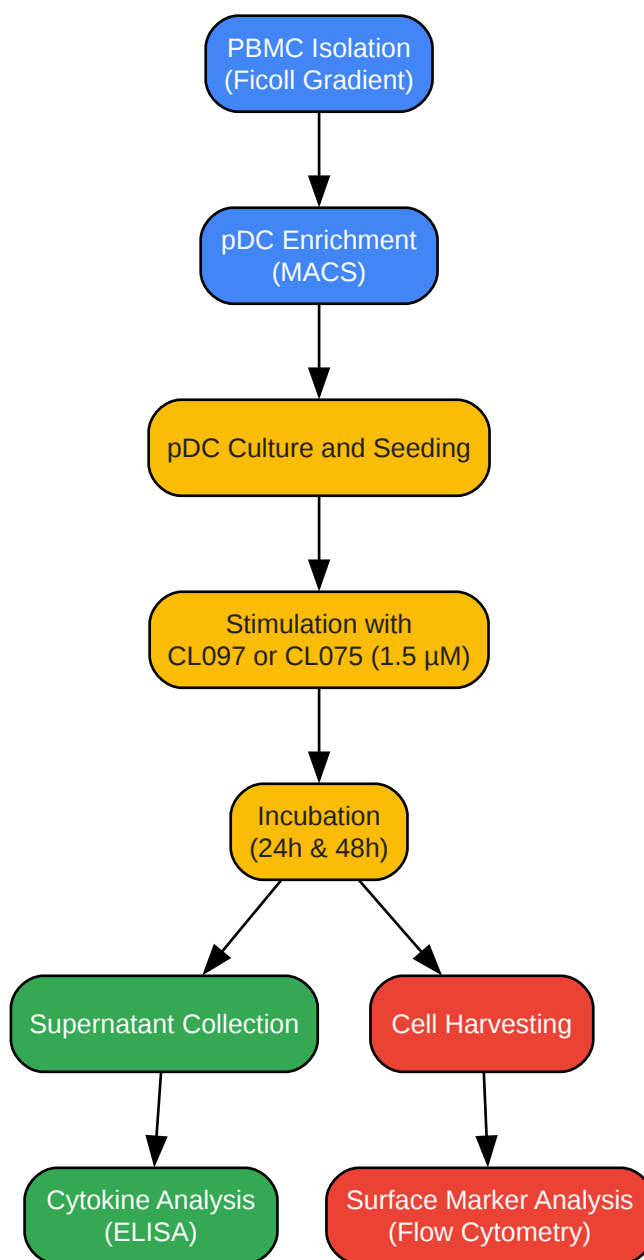 PBMC Isolation
(Ficoll Gradient)
pDC Enrichment
(MACS)
pDC Culture and Seeding
Stimulation with
CL097 or CL075 (1.5 µM)
Incubation
(24h & 48h)
Supernatant Collection
Cell Harvesting
Cytokine Analysis
(ELISA)
Surface Marker Analysis
(Flow Cytometry)